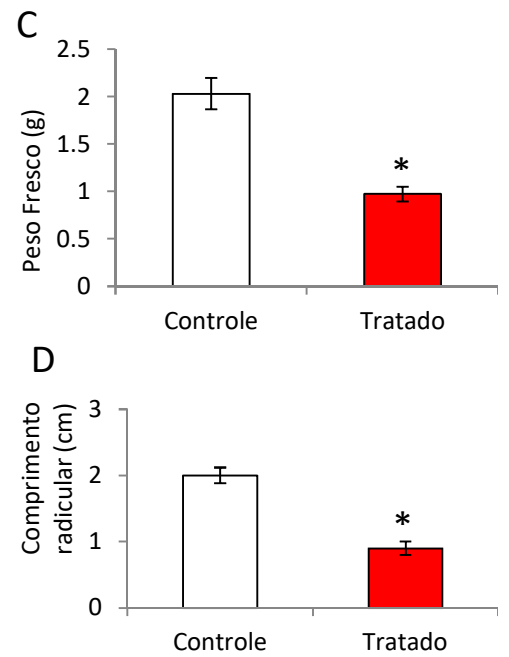 C
2.5
2
1.5
1
0.5
0
Peso Fresco (g)
*
Controle Tratado
D
3
2
1
0
Comprimento
radicular (cm)
*
Controle Tratado